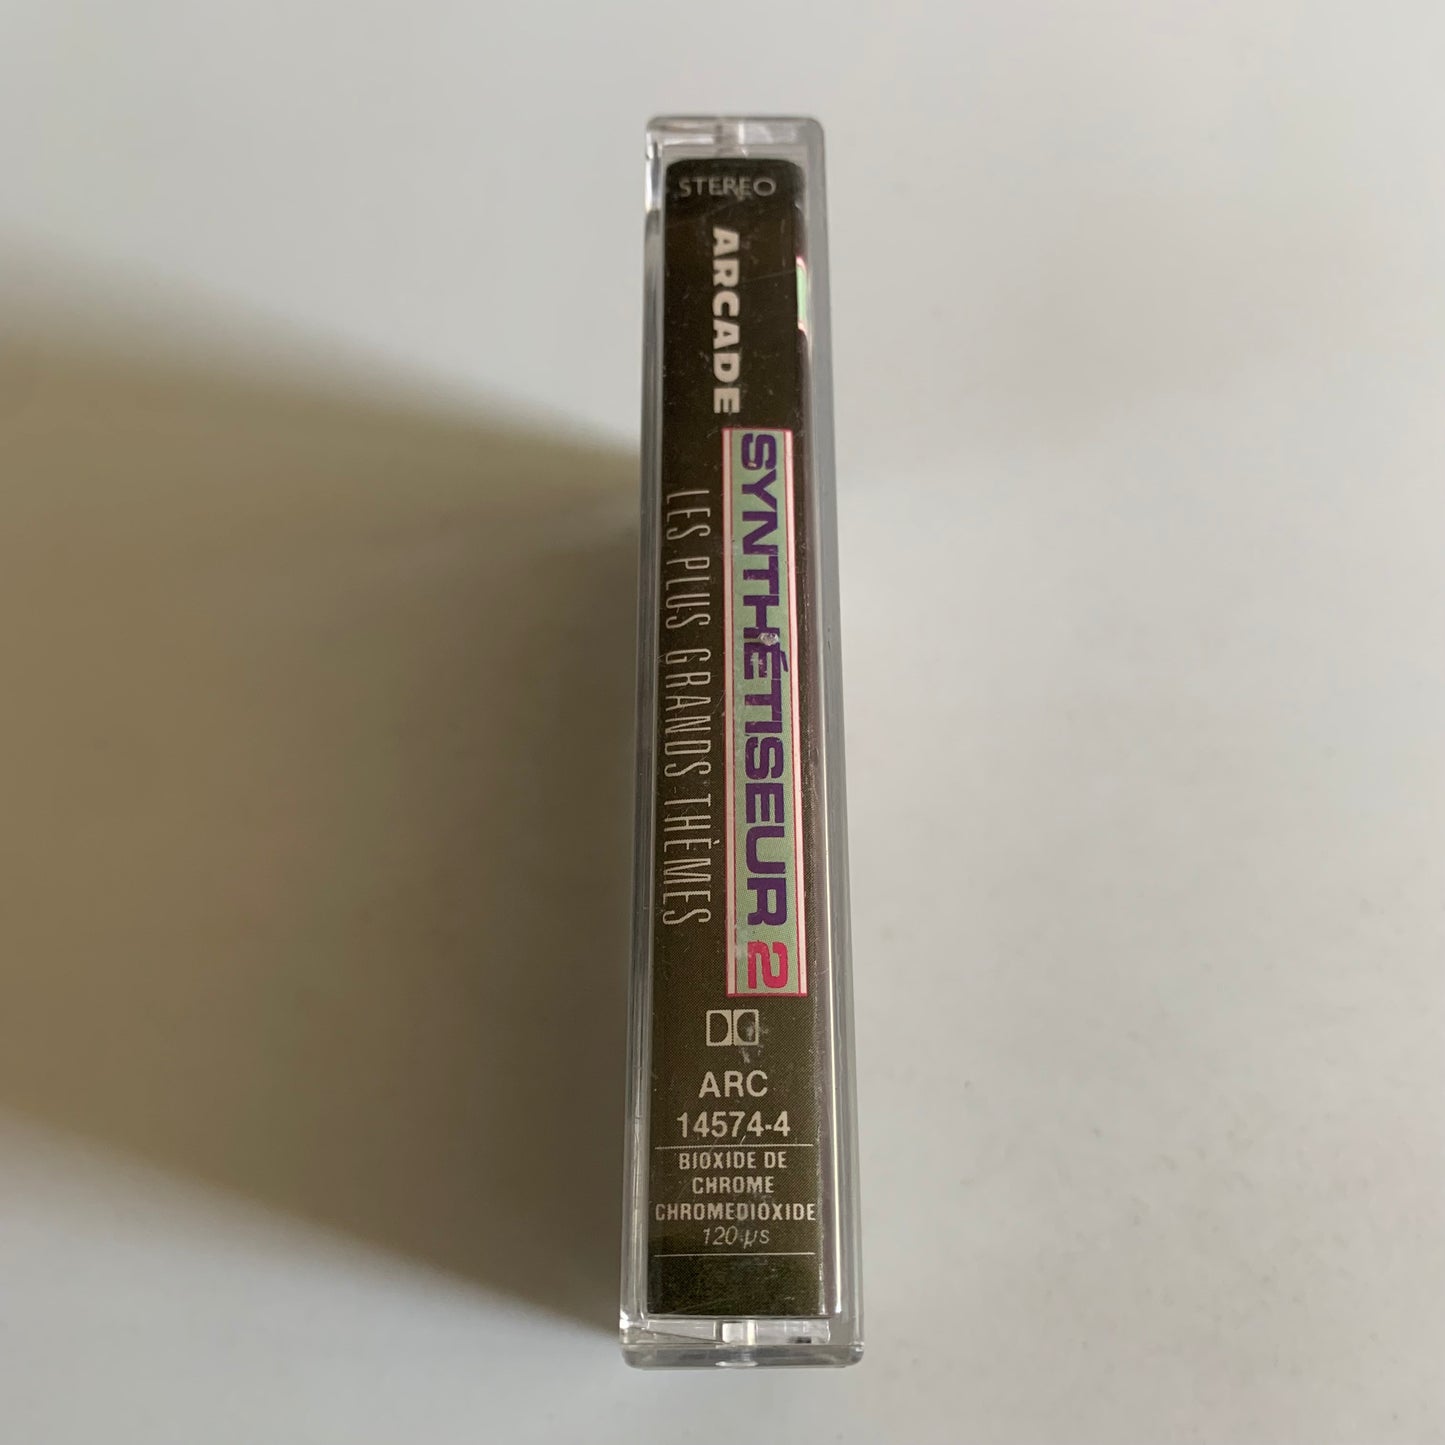 STEREO
ARCADE
SYNTHÉTISEUR 2
LES PLUS GRANDS THÈMES
ARC
14574-4
BIOXIDE DE
CHROME
CHROMEDIOXIDE
120 µs